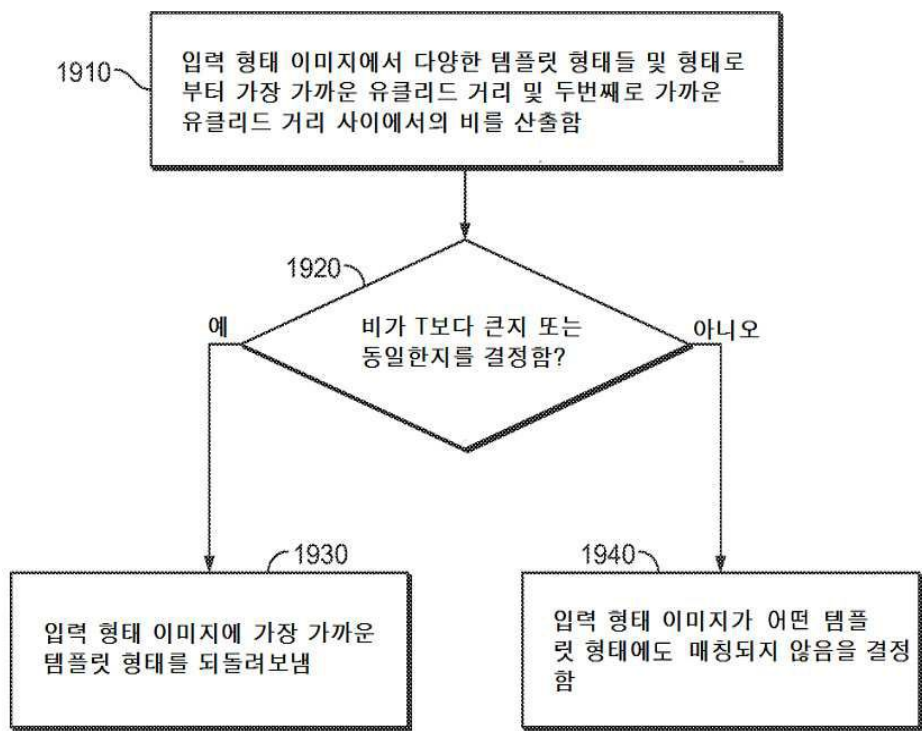 1910
입력 형태 이미지에서 다양한 템플릿 형태들 및 형태로
부터 가장 가까운 유클리드 거리 및 두번째로 가까운
유클리드 거리 사이에서의 비를 산출함
1920
예
비가 T보다 큰지 또는
동일한지를 결정함?
아니오
1930
입력 형태 이미지에 가장 가까운
템플릿 형태를 되돌려보냄
1940
입력 형태 이미지가 어떤 템플
릿 형태에도 매칭되지 않음을 결정
함